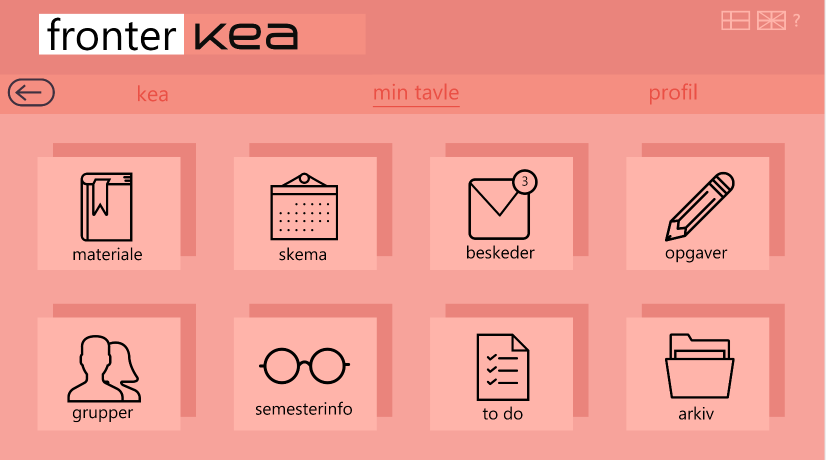 fronter kea
?
kea
min tavle
profil
materiale
skema
3
beskeder
opgaver
grupper
semesterinfo
to do
arkiv